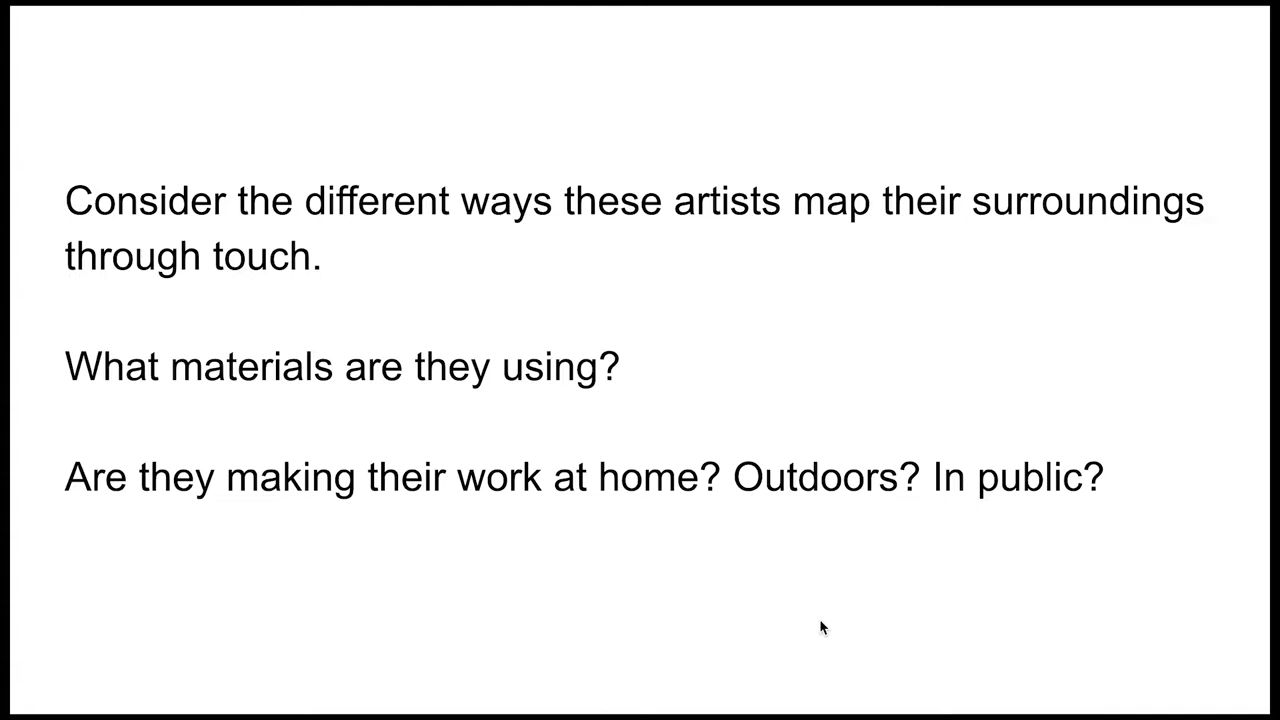 Consider the different ways these artists map their surroundings
through touch.
What materials are they using?
Are they making their work at home? Outdoors? In public?